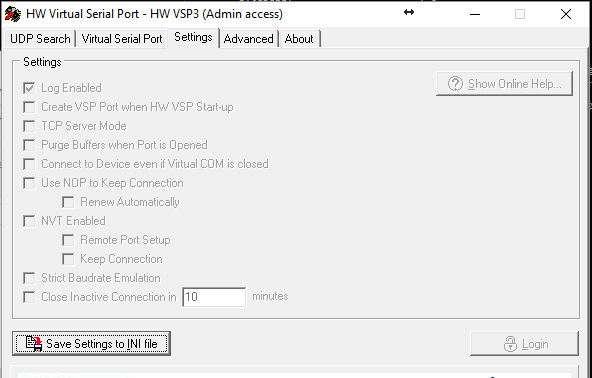 HW Virtual Serial Port - HW VSP3 (Admin access)
UDP Search Virtual Serial Port Settings Advanced About
Settings
Log Enabled
Show Online Help...
Create VSP Port when HW VSP Start-up
TCP Server Mode
Purge Buffers when Port is Opened
Connect to Device even if Virtual COM is closed
Use NOP to Keep Connection
Renew Automatically
NVT Enabled
Remote Port Setup
Keep Connection
Strict Baudrate Emulation
Close Inactive Connection in 10 minutes
Save Settings to INI file
Login